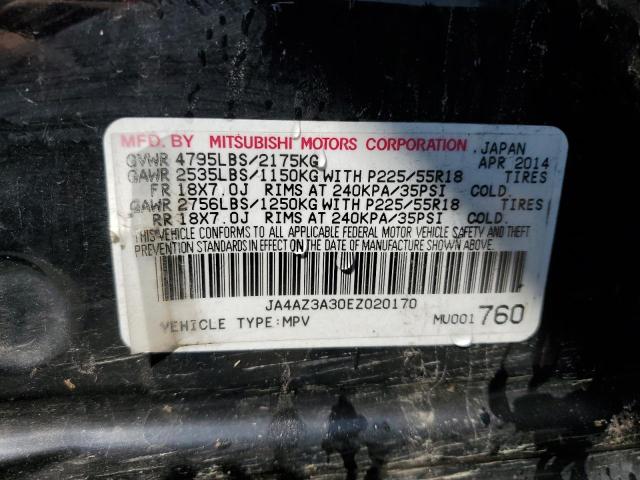 MFD. BY MITSUBISHI MOTORS CORPORATION, JAPAN
GVWR 4795LBS/2175KG APR 2014
GAWR 2535LBS/1150KG WITH P225/55R18 TIRES
FR 18X7.0J RIMS AT 240KPA/35PSI COLD.
GAWR 2756LBS/1250KG WITH P225/55R18 TIRES
RR 18X7.0J RIMS AT 240KPA/35PSI COLD.
THIS VEHICLE CONFORMS TO ALL APPLICABLE FEDERAL MOTOR VEHICLE SAFETY AND THEFT
PREVENTION STANDARDS IN EFFECT ON THE DATE OF MANUFACTURE SHOWN ABOVE.
JA4AZ3A30EZ020170
VEHICLE TYPE:MPV MU001 760